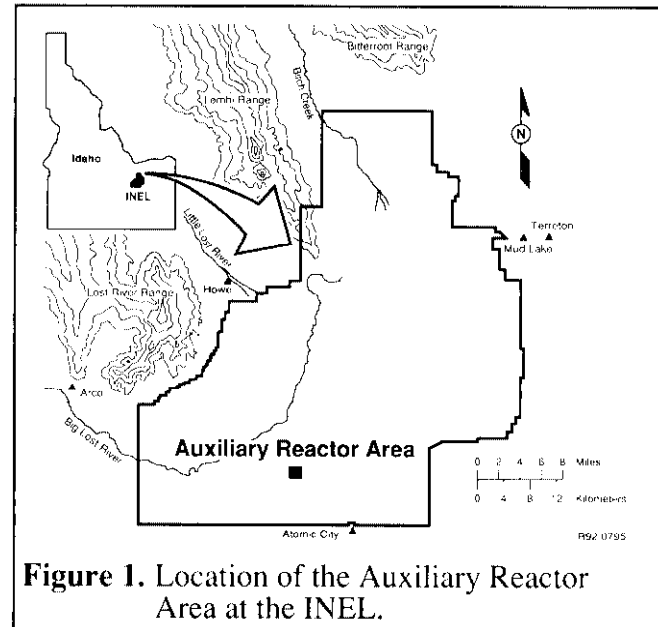 Bitterroot Range
Lemhi Range
Birch Creek
N
Idaho
INEL
Terreton
Mud Lake
Little Lost River
Howe
Lost River Range
Arco
Big Lost River
Auxiliary Reactor Area
0 2 4 6 8 Miles
0 4 8 12 Kilometers
Atomic City
R92 0795
Figure 1. Location of the Auxiliary Reactor
Area at the INEL.